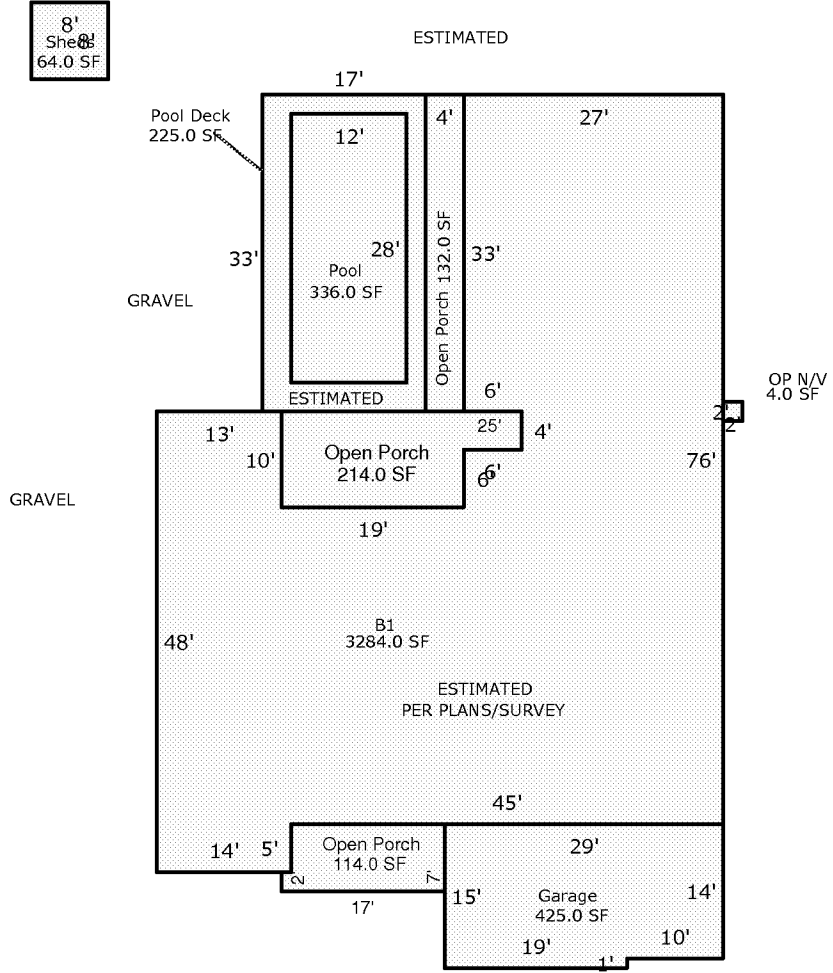 8'
8'
Sheds
64.0 SF
ESTIMATED
17'
Pool Deck
225.0 SF
12'
4'
27'
33'
28'
Pool
336.0 SF
Open Porch 132.0 SF
33'
GRAVEL
ESTIMATED
6'
OP N/V
4.0 SF
2'
2'
13'
10'
Open Porch
214.0 SF
25'
4'
6'
6'
76'
GRAVEL
19'
48'
B1
3284.0 SF
ESTIMATED
PER PLANS/SURVEY
45'
14'
5'
2'
Open Porch
114.0 SF
7'
29'
17'
15'
Garage
425.0 SF
14'
19'
1'
10'